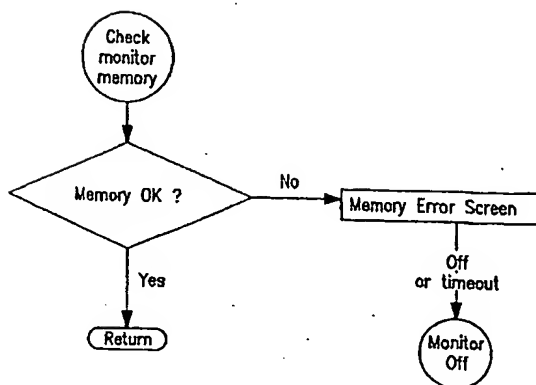 Check
monitor
memory
Memory OK ?
No
Memory Error Screen
Yes
Off
or timeout
Return
Monitor
Off